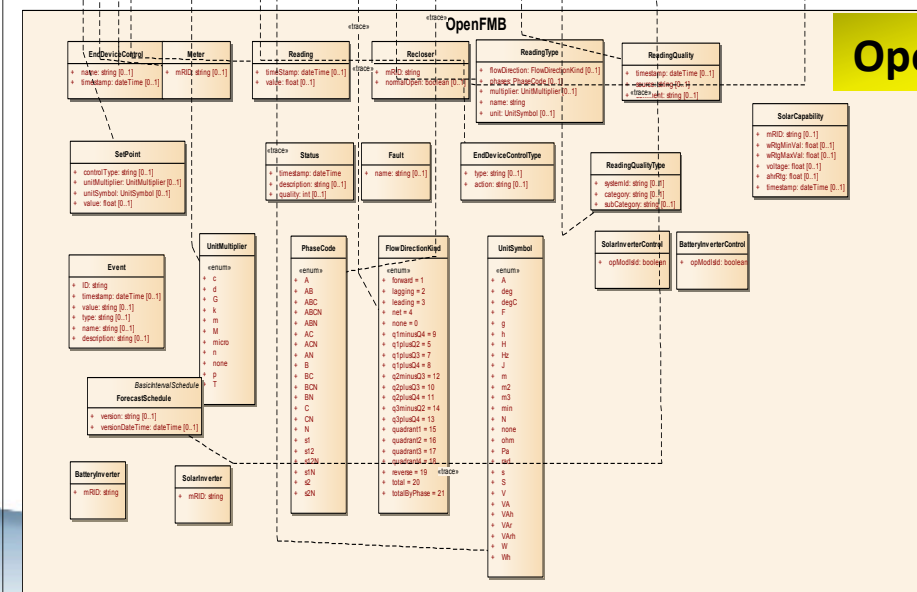 OpenFMB
Ope
«trace»
«trace»
«trace»
EndDeviceControl
+ name: string [0..1]
+ timestamp: dateTime [0..1]
Meter
+ mRID: string [0..1]
Reading
+ timeStamp: dateTime [0..1]
+ value: float [0..1]
Recloser
+ mRID: string
+ normalOpen: boolean [0..1]
ReadingType
+ flowDirection: FlowDirectionKind [0..1]
+ phases: PhaseCode [0..1]
+ multiplier: UnitMultiplier [0..1]
+ name: string
+ unit: UnitSymbol [0..1]
ReadingQuality
+ timestamp: dateTime [0..1]
+ source: string [0..1]
«trace»
[0..1]
SolarCapability
+ mRID: string [0..1]
+ wRtgMinVal: float [0..1]
+ wRtgMaxVal: float [0..1]
+ voltage: float [0..1]
+ ahrRtg: float [0..1]
+ timestamp: dateTime [0..1]
SetPoint
+ controlType: string [0..1]
+ unitMultiplier: UnitMultiplier [0..1]
+ unitSymbol: UnitSymbol [0..1]
+ value: float [0..1]
«trace»
Status
+ timestamp: dateTime
+ description: string [0..1]
+ quality: int [0..1]
Fault
+ name: string [0..1]
EndDeviceControlType
+ type: string [0..1]
+ action: string [0..1]
ReadingQualityType
+ systemId: string [0..1]
+ category: string [0..1]
+ subCategory: string [0..1]
SolarInverterControl
+ opModIsld: boolean
BatteryInverterControl
+ opModIsld: boolean
Event
+ ID: string
+ timestamp: dateTime [0..1]
+ value: string [0..1]
+ type: string [0..1]
+ name: string [0..1]
+ description: string [0..1]
UnitMultiplier
«enum»
+ c
+ d
+ G
+ k
+ m
+ M
+ micro
+ n
+ none
+ p
+ T
PhaseCode
«enum»
+ A
+ AB
+ ABC
+ ABCN
+ ABN
+ AC
+ ACN
+ AN
+ B
+ BC
+ BCN
+ BN
+ C
+ CN
+ N
+ s1
+ s12
+ s12N
+ s1N
+ s2
+ s2N
FlowDirectionKind
«enum»
+ forward = 1
+ lagging = 2
+ leading = 3
+ net = 4
+ none = 0
+ q1minusQ4 = 9
+ q1plusQ2 = 5
+ q1plusQ3 = 7
+ q1plusQ4 = 8
+ q2minusQ3 = 12
+ q2plusQ3 = 10
+ q2plusQ4 = 11
+ q3minusQ2 = 14
+ q3plusQ4 = 13
+ quadrant1 = 15
+ quadrant2 = 16
+ quadrant3 = 17
+ quadrant4 = 18
+ reverse = 19
+ total = 20
+ totalByPhase = 21
«trace»
UnitSymbol
«enum»
+ A
+ deg
+ degC
+ F
+ g
+ h
+ H
+ Hz
+ J
+ m
+ m2
+ m3
+ min
+ N
+ none
+ ohm
+ Pa
+ rad
+ s
+ S
+ V
+ VA
+ VAh
+ VAr
+ VArh
+ W
+ Wh
BasicIntervalSchedule
ForecastSchedule
+ version: string [0..1]
+ versionDateTime: dateTime [0..1]
BatteryInverter
+ mRID: string
SolarInverter
+ mRID: string